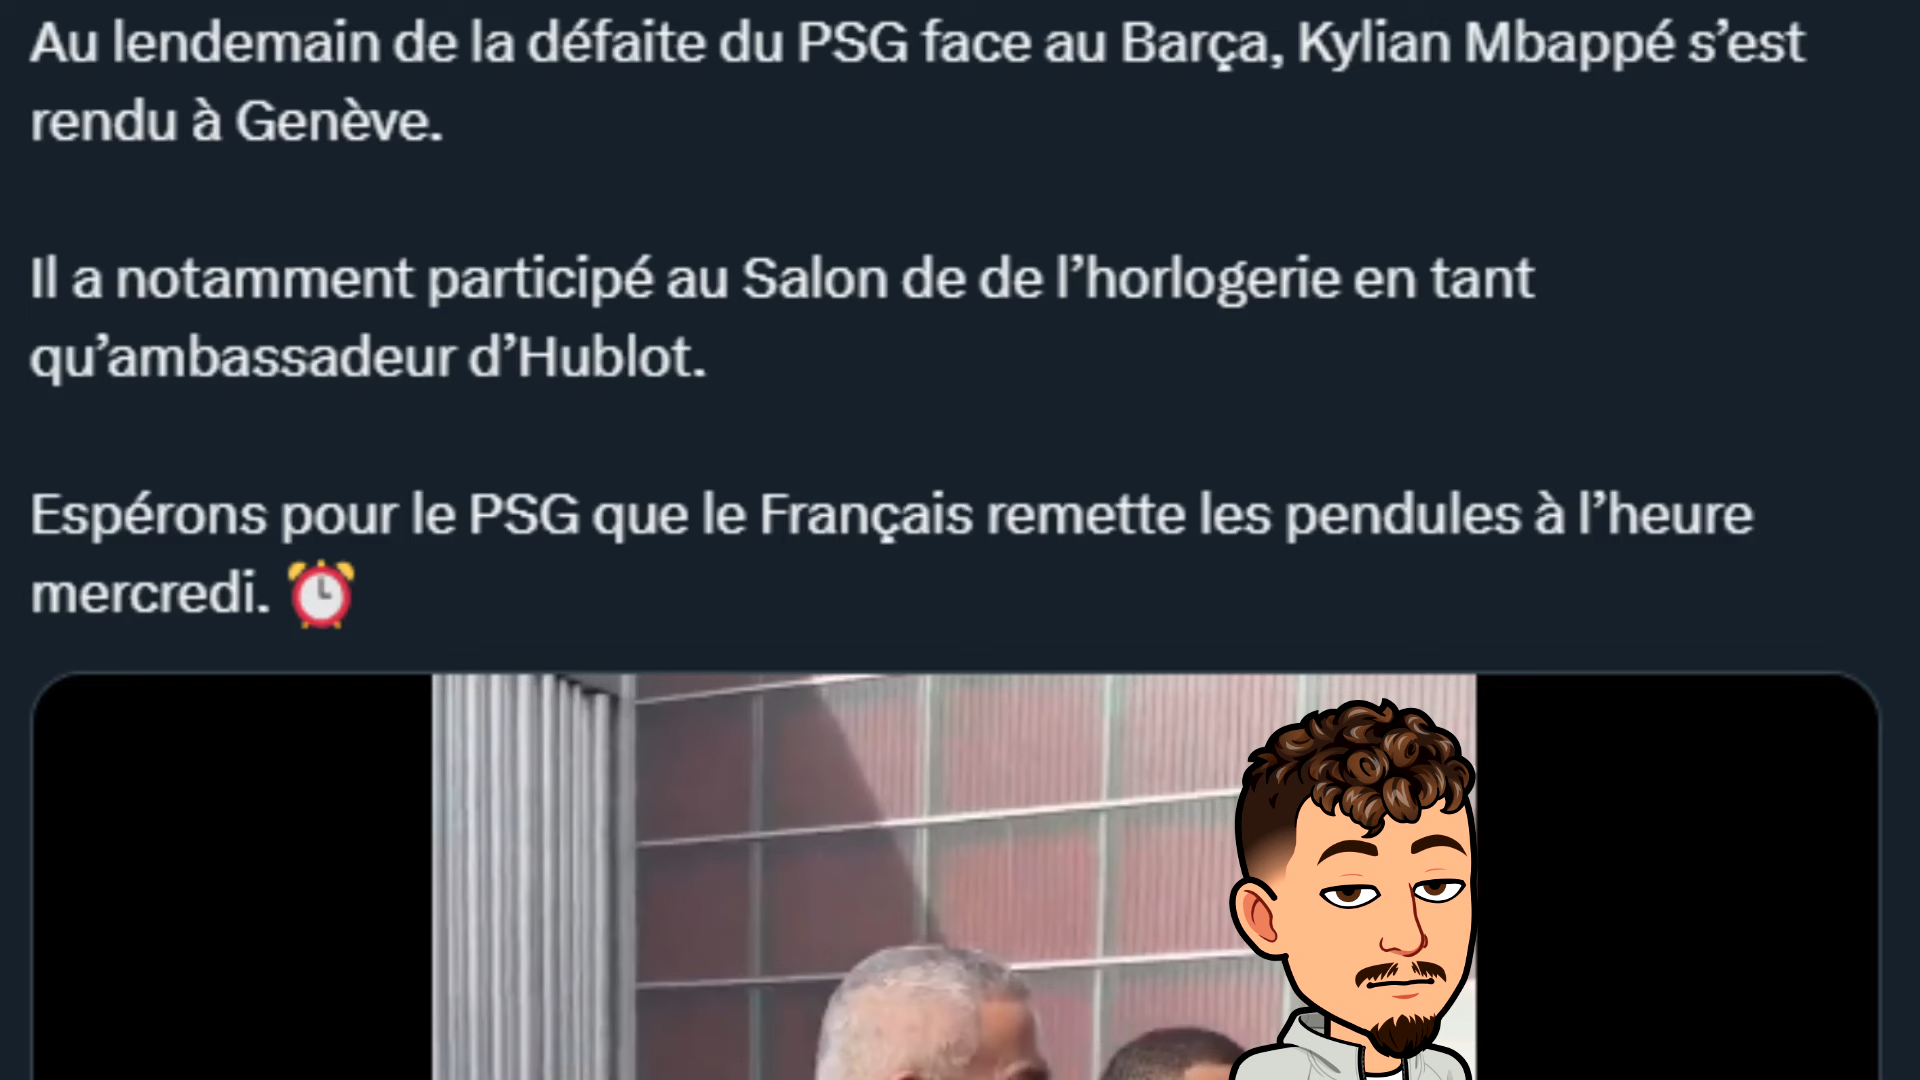 Au lendemain de la défaite du PSG face au Barça, Kylian Mbappé s’est
rendu à Genève.
Il a notamment participé au Salon de de l’horlogerie en tant
qu’ambassadeur d’Hublot.
Espérons pour le PSG que le Français remette les pendules à l’heure
mercredi. ⏰